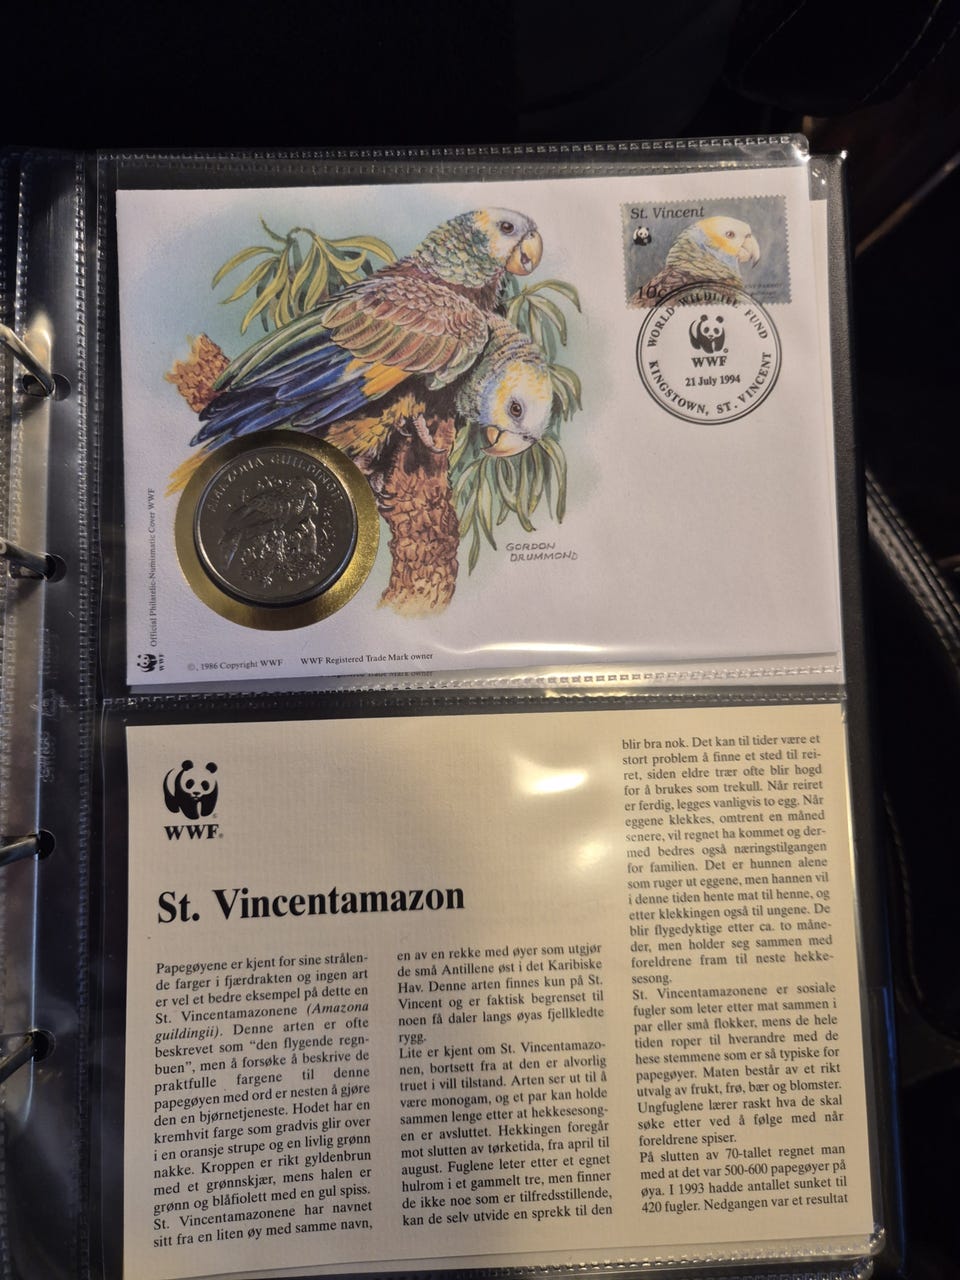 St. Vincent
10c
WORLD WILDLIFE FUND
WWF
21 July 1994
KINGSTOWN, ST. VINCENT
AMAZONA GUILDINGII
GORDON
DRUMMOND
Official Philatelic-Numismatic Cover WWF
WWF
©, 1986 Copyright WWF WWF Registered Trade Mark owner
WWF®
St. Vincentamazon
Papegøyene er kjent for sine strålen-
de farger i fjærdrakten og ingen art
er vel et bedre eksempel på dette en
St. Vincentamazonene (Amazona
guildingii). Denne arten er ofte
beskrevet som “den flygende regn-
buen”, men å forsøke å beskrive de
praktfulle fargene til denne
papegøyen med ord er nesten å gjøre
den en bjørnetjeneste. Hodet har en
kremhvit farge som gradvis glir over
i en oransje strupe og en livlig grønn
nakke. Kroppen er rikt gyldenbrun
med et grønnskjær, mens halen er
grønn og blåfiolett med en gul spiss.
St. Vincentamazonene har navnet
sitt fra en liten øy med samme navn,
en av en rekke med øyer som utgjør
de små Antillene øst i det Karibiske
Hav. Denne arten finnes kun på St.
Vincent og er faktisk begrenset til
noen få daler langs øyas fjellkledte
rygg.
Lite er kjent om St. Vincentamazo-
nen, bortsett fra at den er alvorlig
truet i vill tilstand. Arten ser ut til å
være monogam, og et par kan holde
sammen lenge etter at hekkesesong-
en er avsluttet. Hekkingen foregår
mot slutten av tørketida, fra april til
august. Fuglene leter etter et egnet
hulrom i et gammelt tre, men finner
de ikke noe som er tilfredsstillende,
kan de selv utvide en sprekk til den
blir bra nok. Det kan til tider være et
stort problem å finne et sted til rei-
ret, siden eldre trær ofte blir hogd
for å brukes som trekull. Når reiret
er ferdig, legges vanligvis to egg. Når
eggene klekkes, omtrent en måned
senere, vil regnet ha kommet og der-
med bedres også næringstilgangen
for familien. Det er hunnen alene
som ruger ut eggene, men hannen vil
i denne tiden hente mat til henne, og
etter klekkingen også til ungene. De
blir flygedyktige etter ca. to måne-
der, men holder seg sammen med
foreldrene fram til neste hekke-
sesong.
St. Vincentamazonene er sosiale
fugler som leter etter mat sammen i
par eller små flokker, mens de hele
tiden roper til hverandre med de
hese stemmene som er så typiske for
papegøyer. Maten består av et rikt
utvalg av frukt, frø, bær og blomster.
Ungfuglene lærer raskt hva de skal
søke etter ved å følge med når
foreldrene spiser.
På slutten av 70-tallet regnet man
med at det var 500-600 papegøyer på
øya. I 1993 hadde antallet sunket til
420 fugler. Nedgangen var et resultat